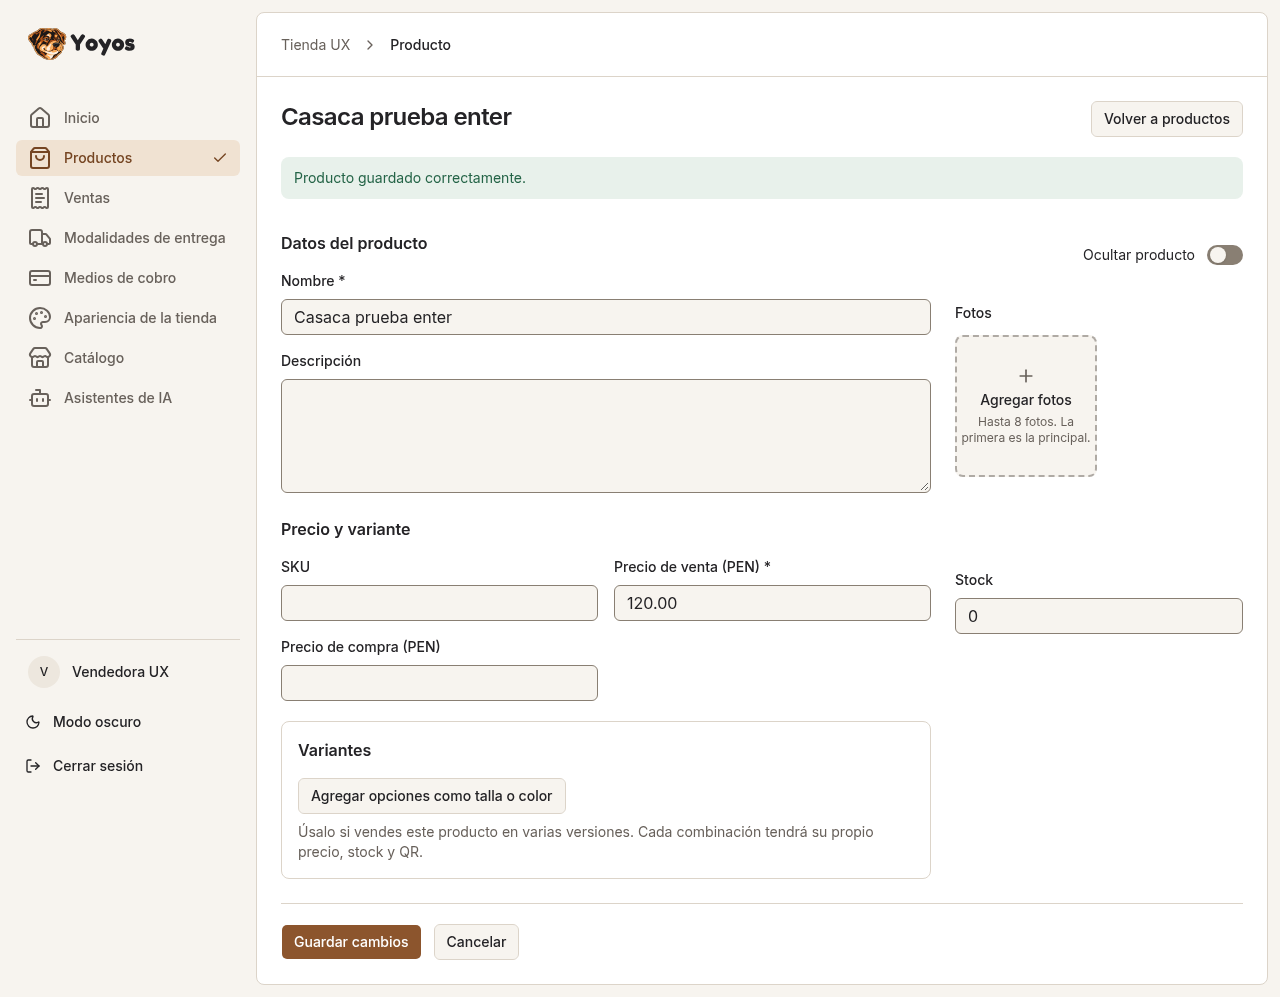 Yoyos
Inicio
Productos
Ventas
Modalidades de entrega
Medios de cobro
Apariencia de la tienda
Catálogo
Asistentes de IA
V
Vendedora UX
Modo oscuro
Cerrar sesión
Tienda UX
Producto
Casaca prueba enter
Volver a productos
Producto guardado correctamente.
Datos del producto
Ocultar producto
Nombre *
Casaca prueba enter
Descripción
Fotos
Agregar fotos
Hasta 8 fotos. La
primera es la principal.
Precio y variante
SKU
Precio de venta (PEN) *
120.00
Stock
0
Precio de compra (PEN)
Variantes
Agregar opciones como talla o color
Úsalo si vendes este producto en varias versiones. Cada combinación tendrá su propio
precio, stock y QR.
Guardar cambios
Cancelar